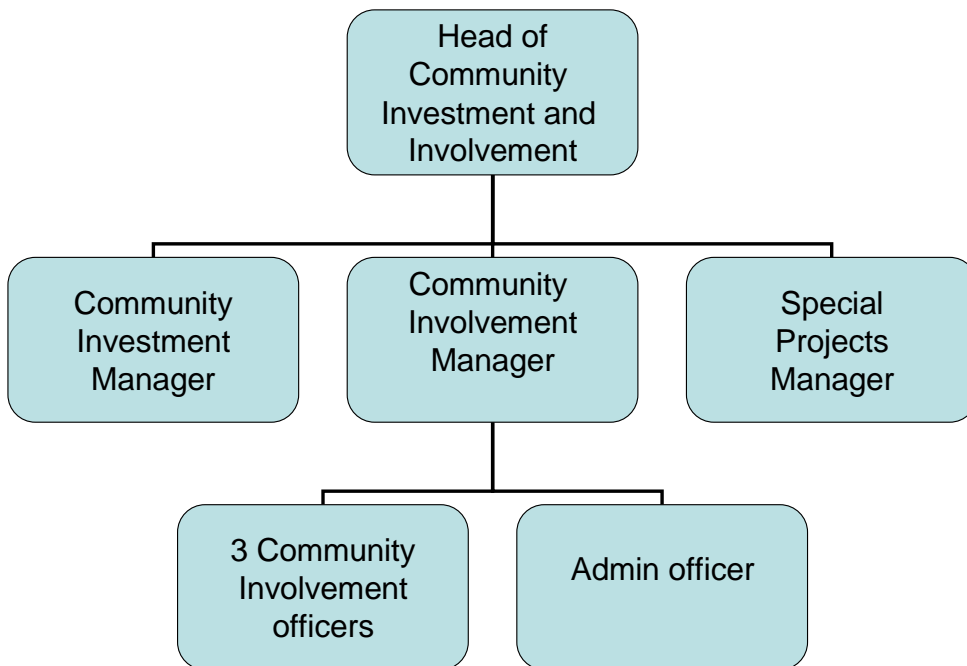 Head of
Community
Investment and
Involvement
Community
Investment
Manager
Community
Involvement
Manager
Special
Projects
Manager
3 Community
Involvement
officers
Admin officer